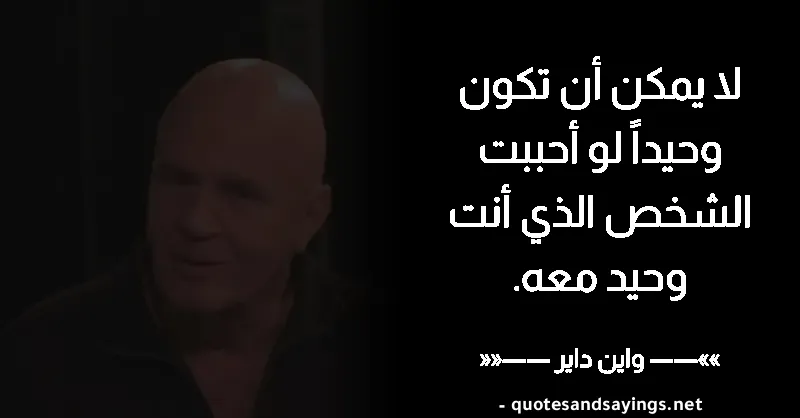 لا يمكن أن تكون
وحيداً لو أحببت
الشخص الذي أنت
وحيد معه.
««—— واين داير ——»»
- quotesandsayings.net